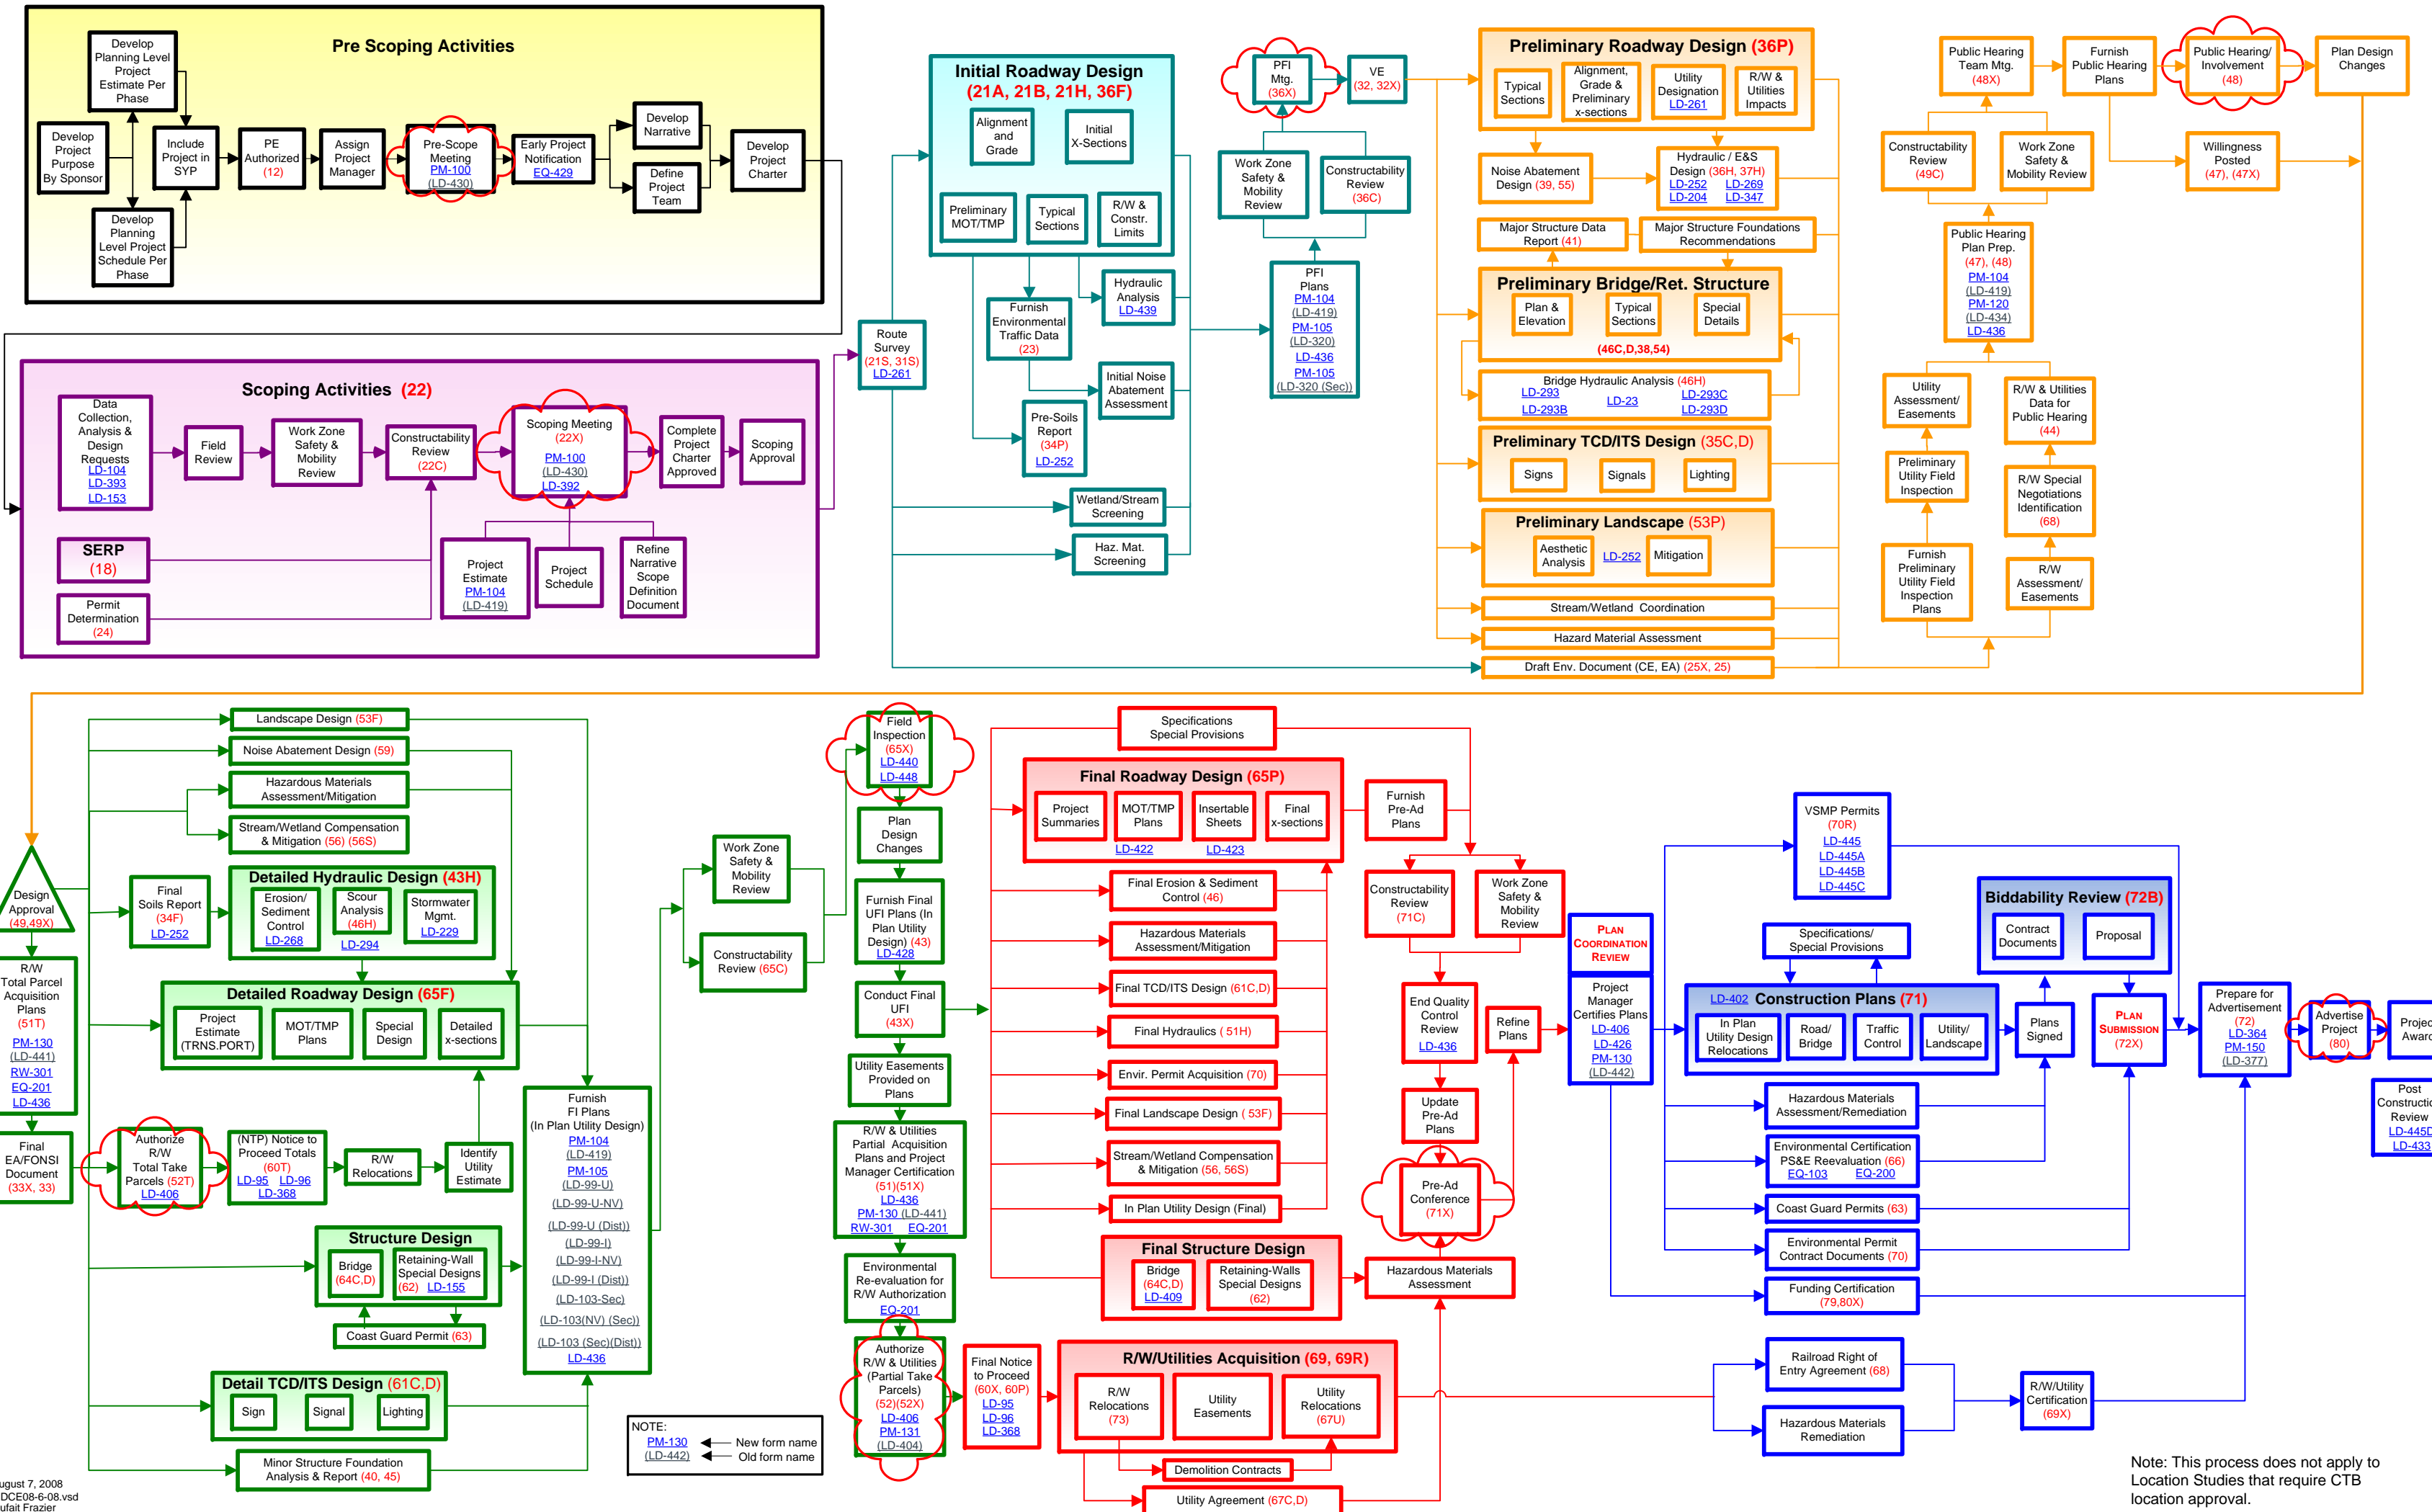 Pre Scoping Activities
Develop
Planning Level
Project
Estimate Per
Phase
Develop
Project
Purpose
By Sponsor
Develop
Planning
Level Project
Schedule Per
Phase
Include
Project in
SYP
PE
Authorized
(12)
Assign
Project
Manager
Pre-Scope
Meeting
PM-100
(LD-430)
Early Project
Notification
EQ-429
Develop
Narrative
Define
Project
Team
Develop
Project
Charter
Scoping Activities (22)
Data
Collection,
Analysis &
Design
Requests
LD-104
LD-393
LD-153
Field
Review
Work Zone
Safety &
Mobility
Review
Constructability
Review
(22C)
Scoping Meeting
(22X)
PM-100
(LD-430)
LD-392
Complete
Project
Charter
Approved
Scoping
Approval
SERP
(18)
Permit
Determination
(24)
Project
Estimate
PM-104
(LD-419)
Project
Schedule
Refine
Narrative
Scope
Definition
Document
Route
Survey
(21S, 31S)
LD-261
Initial Roadway Design
(21A, 21B, 21H, 36F)
Alignment
and
Grade
Initial
X-Sections
Preliminary
MOT/TMP
Typical
Sections
R/W &
Constr.
Limits
Furnish
Environmental
Traffic Data
(23)
Hydraulic
Analysis
LD-439
Initial Noise
Abatement
Assessment
Pre-Soils
Report
(34P)
LD-252
Wetland/Stream
Screening
Haz. Mat.
Screening
PFI
Mtg.
(36X)
VE
(32, 32X)
Work Zone
Safety &
Mobility
Review
Constructability
Review
(36C)
PFI
Plans
PM-104
(LD-419)
PM-105
(LD-320)
LD-436
PM-105
(LD-320 (Sec))
Preliminary Roadway Design (36P)
Typical
Sections
Alignment,
Grade &
Preliminary
x-sections
Utility
Designation
LD-261
R/W &
Utilities
Impacts
Noise Abatement
Design (39, 55)
Hydraulic / E&S
Design (36H, 37H)
LD-252 LD-269
LD-204 LD-347
Major Structure Data
Report (41)
Major Structure Foundations
Recommendations
Preliminary Bridge/Ret. Structure
Plan &
Elevation
Typical
Sections
Special
Details
(46C,D,38,54)
Bridge Hydraulic Analysis (46H)
LD-293 LD-23 LD-293C
LD-293B LD-293D
Preliminary TCD/ITS Design (35C,D)
Signs
Signals
Lighting
Preliminary Landscape (53P)
Aesthetic
Analysis
LD-252
Mitigation
Stream/Wetland Coordination
Hazard Material Assessment
Draft Env. Document (CE, EA) (25X, 25)
Public Hearing
Team Mtg.
(48X)
Furnish
Public Hearing
Plans
Public Hearing/
Involvement
(48)
Plan Design
Changes
Constructability
Review
(49C)
Work Zone
Safety &
Mobility Review
Willingness
Posted
(47), (47X)
Public Hearing
Plan Prep.
(47), (48)
PM-104
(LD-419)
PM-120
(LD-434)
LD-436
Utility
Assessment/
Easements
R/W & Utilities
Data for
Public Hearing
(44)
Preliminary
Utility Field
Inspection
R/W Special
Negotiations
Identification
(68)
Furnish
Preliminary
Utility Field
Inspection
Plans
R/W
Assessment/
Easements
Landscape Design (53F)
Noise Abatement Design (59)
Hazardous Materials
Assessment/Mitigation
Stream/Wetland Compensation
& Mitigation (56) (56S)
Design
Approval
(49,49X)
Final
Soils Report
(34F)
LD-252
Detailed Hydraulic Design (43H)
Erosion/
Sediment
Control
LD-268
Scour
Analysis
(46H)
LD-294
Stormwater
Mgmt.
LD-229
R/W
Total Parcel
Acquisition
Plans
(51T)
PM-130
(LD-441)
RW-301
EQ-201
LD-436
Detailed Roadway Design (65F)
Project
Estimate
(TRNS.PORT)
MOT/TMP
Plans
Special
Design
Detailed
x-sections
Final
EA/FONSI
Document
(33X, 33)
Authorize
R/W
Total Take
Parcels (52T)
LD-406
(NTP) Notice to
Proceed Totals
(60T)
LD-95 LD-96
LD-368
R/W
Relocations
Identify
Utility
Estimate
Structure Design
Bridge
(64C,D)
Retaining-Wall
Special Designs
(62) LD-155
Coast Guard Permit (63)
Detail TCD/ITS Design (61C,D)
Sign
Signal
Lighting
Minor Structure Foundation
Analysis & Report (40, 45)
Furnish
FI Plans
(In Plan Utility Design)
PM-104
(LD-419)
PM-105
(LD-99-U)
(LD-99-U-NV)
(LD-99-U (Dist))
(LD-99-I)
(LD-99-I-NV)
(LD-99-I (Dist))
(LD-103-Sec)
(LD-103(NV) (Sec))
(LD-103 (Sec)(Dist))
LD-436
Work Zone
Safety &
Mobility
Review
Constructability
Review (65C)
Field
Inspection
(65X)
LD-440
LD-448
Plan
Design
Changes
Furnish Final
UFI Plans (In
Plan Utility
Design) (43)
LD-428
Conduct Final
UFI
(43X)
Utility Easements
Provided on
Plans
R/W & Utilities
Partial Acquisition
Plans and Project
Manager Certification
(51)(51X)
LD-436
PM-130 (LD-441)
RW-301 EQ-201
Environmental
Re-evaluation for
R/W Authorization
EQ-201
Authorize
R/W & Utilities
(Partial Take
Parcels)
(52)(52X)
LD-406
PM-131
(LD-404)
NOTE:
PM-130 New form name
(LD-442) Old form name
Specifications
Special Provisions
Final Roadway Design (65P)
Project
Summaries
MOT/TMP
Plans
Insertable
Sheets
Final
x-sections
LD-422 LD-423
Furnish
Pre-Ad
Plans
Final Erosion & Sediment
Control (46)
Hazardous Materials
Assessment/Mitigation
Final TCD/ITS Design (61C,D)
Final Hydraulics ( 51H)
Envir. Permit Acquisition (70)
Final Landscape Design ( 53F)
Stream/Wetland Compensation
& Mitigation (56, 56S)
In Plan Utility Design (Final)
Final Structure Design
Bridge
(64C,D)
LD-409
Retaining-Walls
Special Designs
(62)
Constructability
Review
(71C)
Work Zone
Safety &
Mobility
Review
End Quality
Control
Review
LD-436
Refine
Plans
Update
Pre-Ad
Plans
Pre-Ad
Conference
(71X)
Hazardous Materials
Assessment
Final Notice
to Proceed
(60X, 60P)
LD-95
LD-96
LD-368
R/W/Utilities Acquisition (69, 69R)
R/W
Relocations
(73)
Utility
Easements
Utility
Relocations
(67U)
Demolition Contracts
Utility Agreement (67C,D)
PLAN
COORDINATION
REVIEW
Project
Manager
Certifies Plans
LD-406
LD-426
PM-130
(LD-442)
VSMP Permits
(70R)
LD-445
LD-445A
LD-445B
LD-445C
Specifications/
Special Provisions
LD-402 Construction Plans (71)
In Plan
Utility Design
Relocations
Road/
Bridge
Traffic
Control
Utility/
Landscape
Biddability Review (72B)
Contract
Documents
Proposal
Plans
Signed
PLAN
SUBMISSION
(72X)
Prepare for
Advertisement
(72)
LD-364
PM-150
(LD-377)
Advertise
Project
(80)
Project
Award
Post
Constructio
Review
LD-445D
LD-433
Hazardous Materials
Assessment/Remediation
Environmental Certification
PS&E Reevaluation (66)
EQ-103 EQ-200
Coast Guard Permits (63)
Environmental Permit
Contract Documents (70)
Funding Certification
(79,80X)
Railroad Right of
Entry Agreement (68)
Hazardous Materials
Remediation
R/W/Utility
Certification
(69X)
Note: This process does not apply to
Location Studies that require CTB
location approval.
ugust 7, 2008
DCE08-6-08.vsd
ufait Frazier